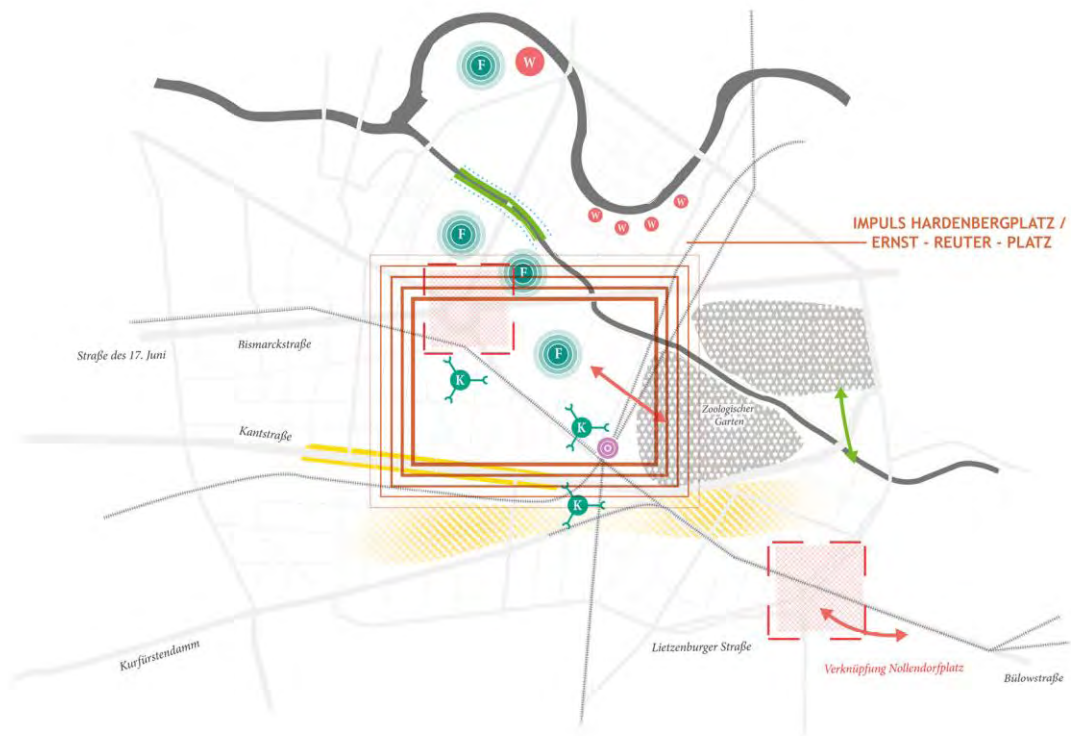 F
W
W
W
W
W
IMPULS HARDENBERGPLATZ /
ERNST - REUTER - PLATZ
F
F
Bismarckstraße
Straße des 17. Juni
F
K
Zoologischer
Garten
K
Kantstraße
K
Lietzenburger Straße
Kurfürstendamm
Verknüpfung Nollendorfplatz
Bülowstraße